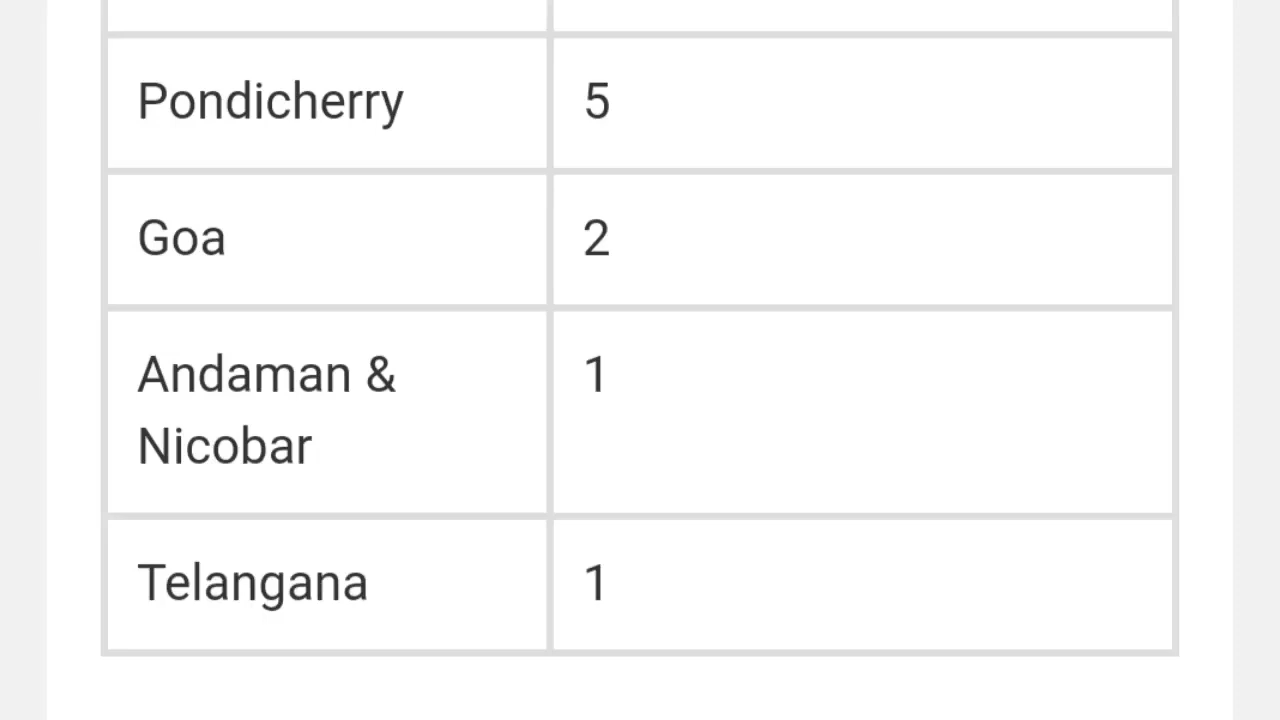 Pondicherry 5
Goa 2
Andaman & 1
Nicobar
Telangana 1